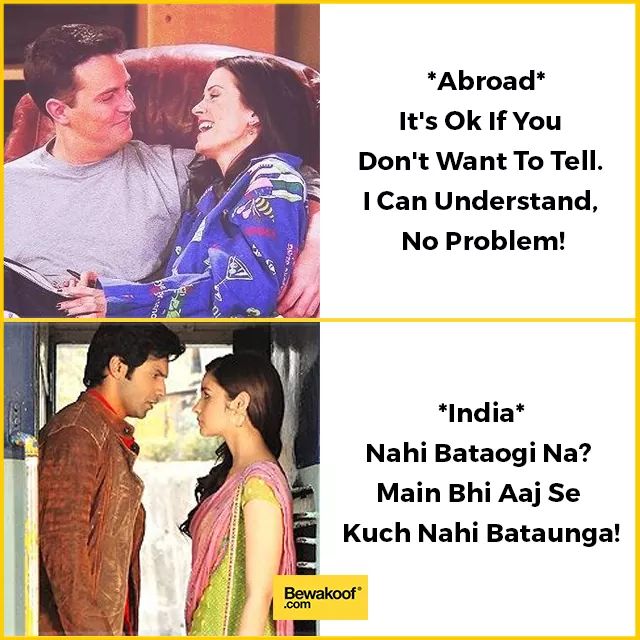 *Abroad*
It's Ok If You
Don't Want To Tell.
I Can Understand,
No Problem!
*India*
Nahi Bataogi Na?
Main Bhi Aaj Se
Kuch Nahi Bataunga!
Bewakoof®
.com